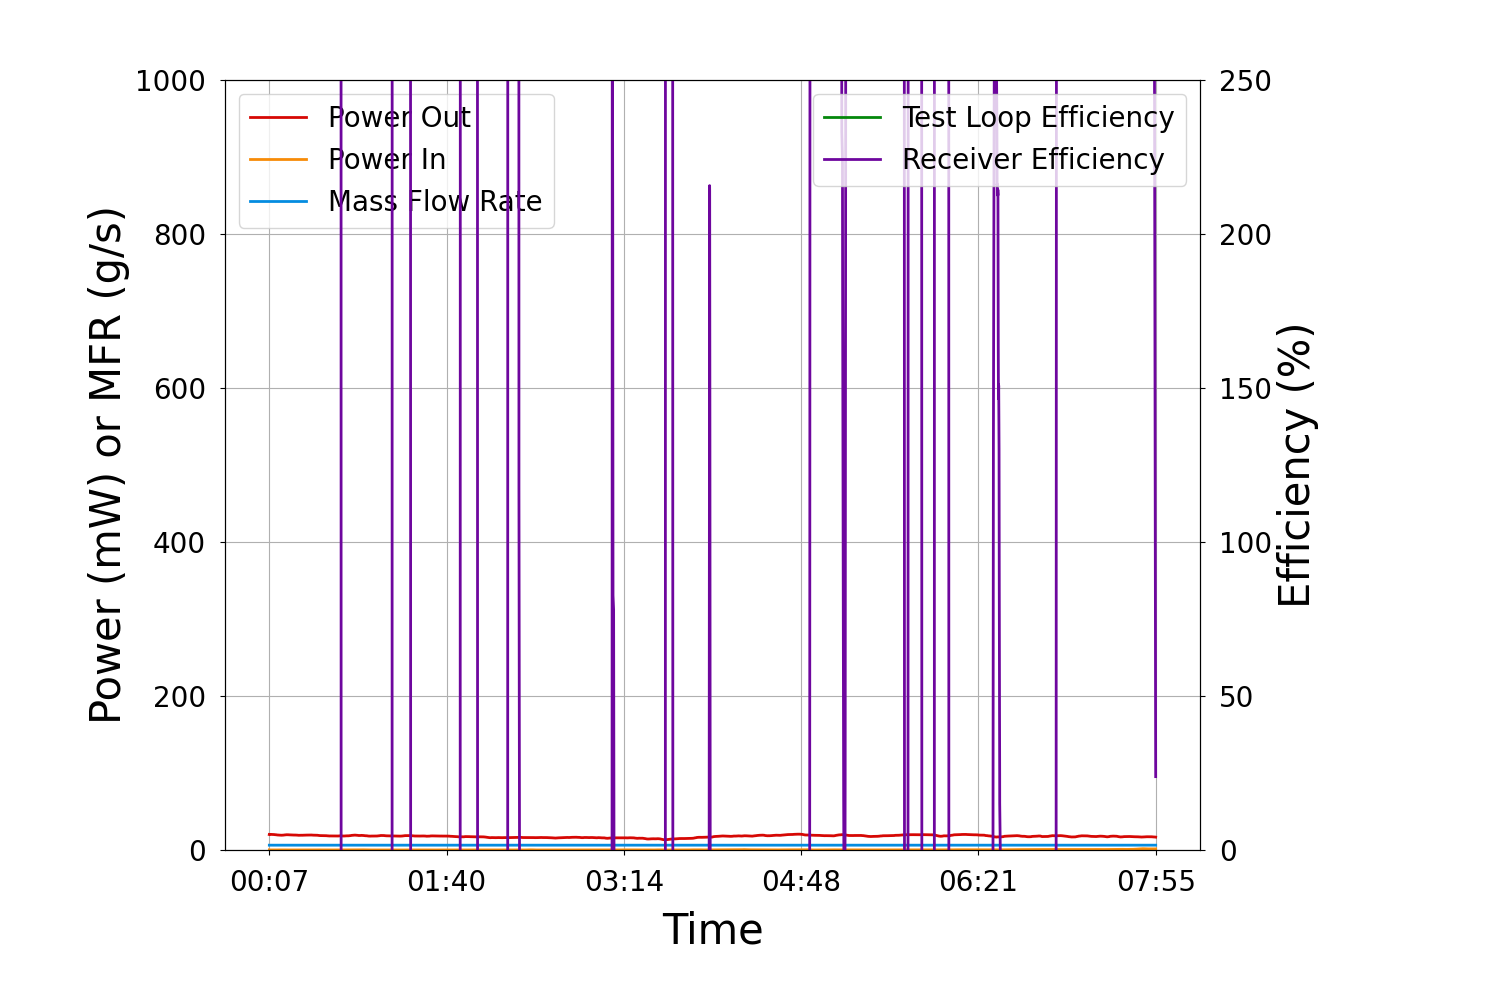 1000
800
600
400
200
0
Power (mW) or MFR (g/s)
Power Out
Power In
Mass Flow Rate
Test Loop Efficiency
Receiver Efficiency
250
200
150
100
50
0
Efficiency (%)
00:07 01:40 03:14 04:48 06:21 07:55
Time